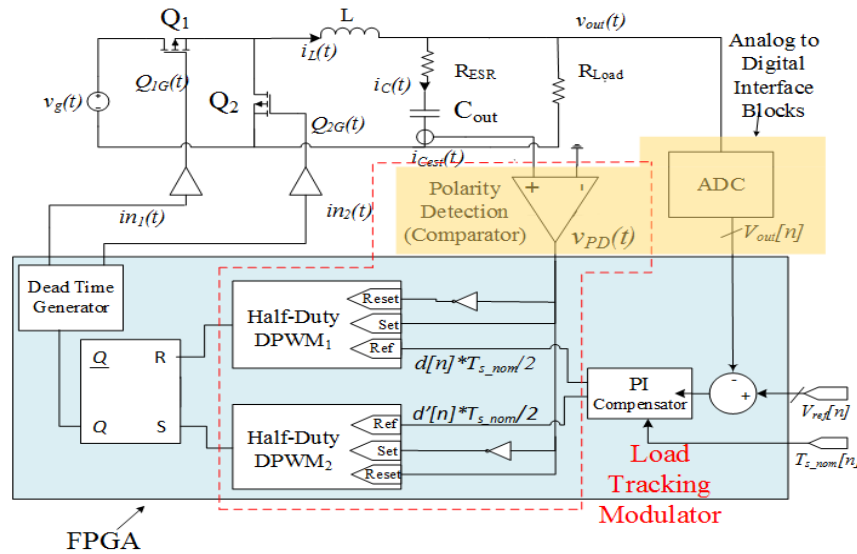 Q1
L
vout(t)
iL(t)
Analog to
Digital
Interface
Blocks
RESR
RLoad
Q1G(t)
iC(t)
vg(t)
Q2
Cout
Q2G(t)
iCest(t)
+
-
ADC
Polarity
Detection
(Comparator)
in1(t)
in2(t)
vPD(t)
Vout[n]
Dead Time
Generator
Half-Duty
DPWM1
Reset
Set
Ref
Q
R
d[n]*Ts_nom/2
PI
Compensator
-
+
Vref[n]
d'[n]*Ts_nom/2
Q
S
Half-Duty
DPWM2
Ref
Set
Reset
Ts_nom[n]
Load
Tracking
Modulator
FPGA